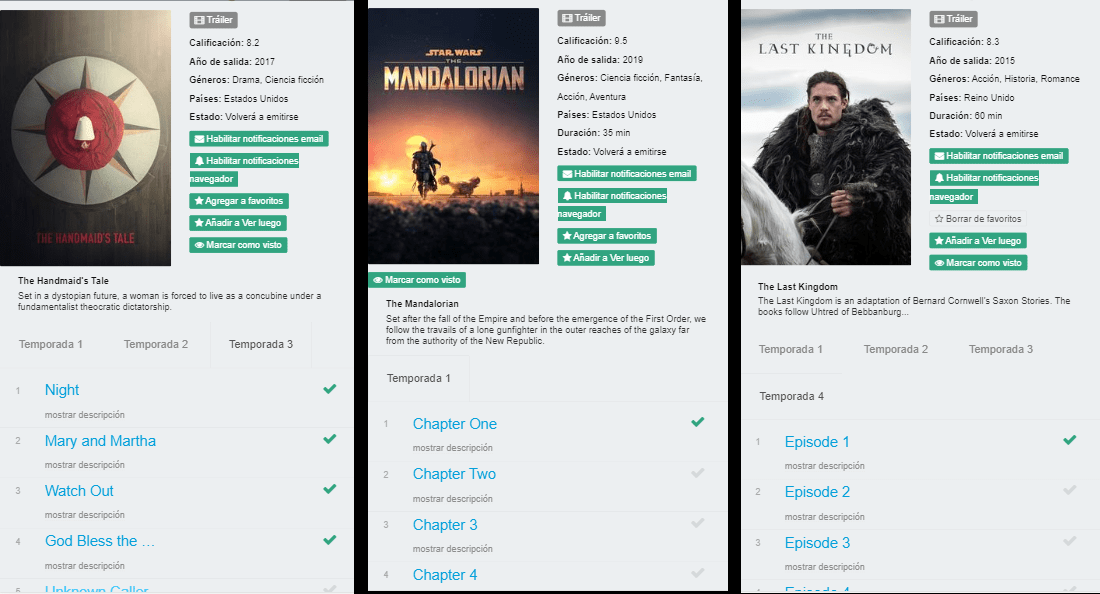 THE HANDMAID'S TALE
Tráiler
Calificación: 8.2
Año de salida: 2017
Géneros: Drama, Ciencia ficción
Países: Estados Unidos
Estado: Volverá a emitirse
Habilitar notificaciones email
Habilitar notificaciones
navegador
Agregar a favoritos
Añadir a Ver luego
Marcar como visto
The Handmaid's Tale
Set in a dystopian future, a woman is forced to live as a concubine under a
fundamentalist theocratic dictatorship.
Temporada 1 Temporada 2 Temporada 3
1 Night
mostrar descripción
2 Mary and Martha
mostrar descripción
3 Watch Out
mostrar descripción
4 God Bless the ...
mostrar descripción
5 Unknown Caller
STAR WARS
THE
MANDALORIAN
Tráiler
Calificación: 9.5
Año de salida: 2019
Géneros: Ciencia ficción, Fantasía,
Acción, Aventura
Países: Estados Unidos
Duración: 35 min
Estado: Volverá a emitirse
Habilitar notificaciones email
Habilitar notificaciones
navegador
Agregar a favoritos
Añadir a Ver luego
Marcar como visto
The Mandalorian
Set after the fall of the Empire and before the emergence of the First Order, we
follow the travails of a lone gunfighter in the outer reaches of the galaxy far
from the authority of the New Republic.
Temporada 1
1 Chapter One
mostrar descripción
2 Chapter Two
mostrar descripción
3 Chapter 3
mostrar descripción
4 Chapter 4
THE
LAST KINGDOM
Tráiler
Calificación: 8.3
Año de salida: 2015
Géneros: Acción, Historia, Romance
Países: Reino Unido
Duración: 60 min
Estado: Volverá a emitirse
Habilitar notificaciones email
Habilitar notificaciones
navegador
Borrar de favoritos
Añadir a Ver luego
Marcar como visto
The Last Kingdom
The Last Kingdom is an adaptation of Bernard Cornwell's Saxon Stories. The
books follow Uhtred of Bebbanburg...
Temporada 1 Temporada 2 Temporada 3
Temporada 4
1 Episode 1
mostrar descripción
2 Episode 2
mostrar descripción
3 Episode 3
mostrar descripción
4 Episode 4